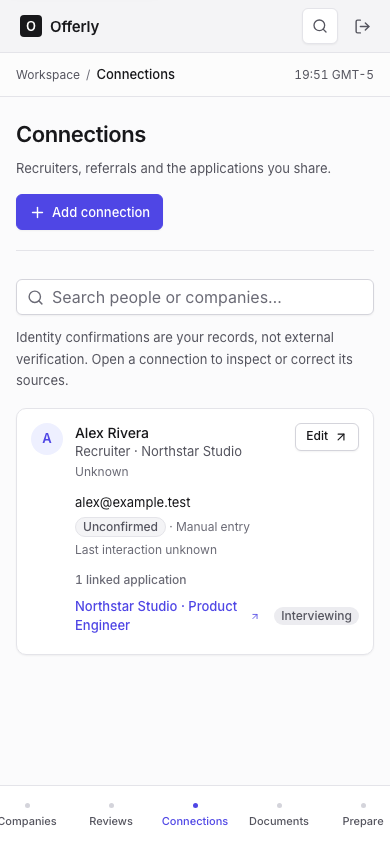 O Offerly
Workspace / Connections 19:51 GMT-5
Connections
Recruiters, referrals and the applications you share.
Add connection
Search people or companies...
Identity confirmations are your records, not external
verification. Open a connection to inspect or correct its
sources.
A Alex Rivera Edit
Recruiter · Northstar Studio
Unknown
alex@example.test
Unconfirmed · Manual entry
Last interaction unknown
1 linked application
Northstar Studio · Product
Engineer Interviewing
Companies Reviews Connections Documents Prepare